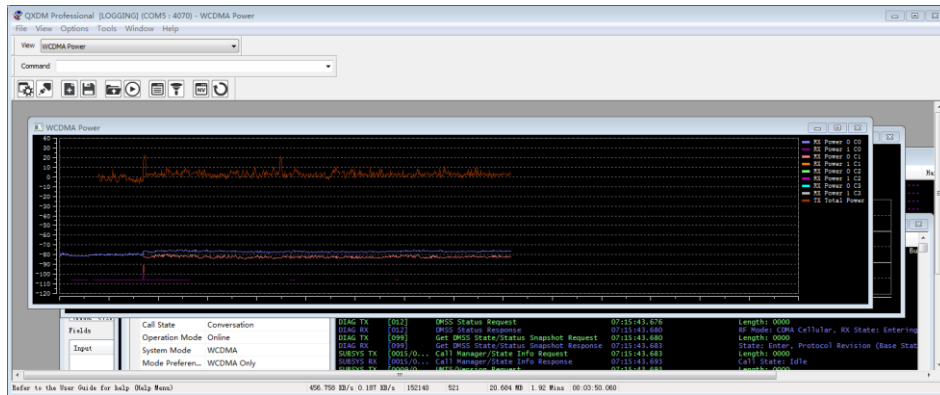 QXDM Professional [LOGGING] (COM5 : 4070) - WCDMA Power
File View Options Tools Window Help
View WCDMA Power
Command
WCDMA Power
40
30
20
10
0
-10
-20
-30
-40
-50
-60
-70
-80
-90
-100
-110
-120
RX Power 0 C0
RX Power 1 C0
RX Power 0 C1
RX Power 1 C1
RX Power 0 C2
RX Power 1 C2
RX Power 0 C3
RX Power 1 C3
TX Total Power
Fields
Input
Call State Conversation
Operation Mode Online
System Mode WCDMA
Mode Preferen... WCDMA Only
DIAG TX [012] DMSS Status Request 07:15:43.676 Length: 0000
DIAG RX [012] DMSS Status Response 07:15:43.680 RF Mode: CDMA Cellular, RX State: Entering
DIAG TX [099] Get DMSS State/Status Snapshot Request 07:15:43.680 Length: 0000
DIAG RX [099] Get DMSS State/Status Snapshot Response 07:15:43.683 State: Enter, Protocol Revision (Base Stat
SUBSYS TX [0015/0... Call Manager/State Info Request 07:15:43.683 Length: 0000
SUBSYS RX [0015/0... Call Manager/State Info Response 07:15:43.693 Call State: Idle
Refer to the User Guide for help (Help Menu) 456.758 KB/s 0.187 KB/s 152140 521 20.684 MB 1.92 Mins 00:03:50.060